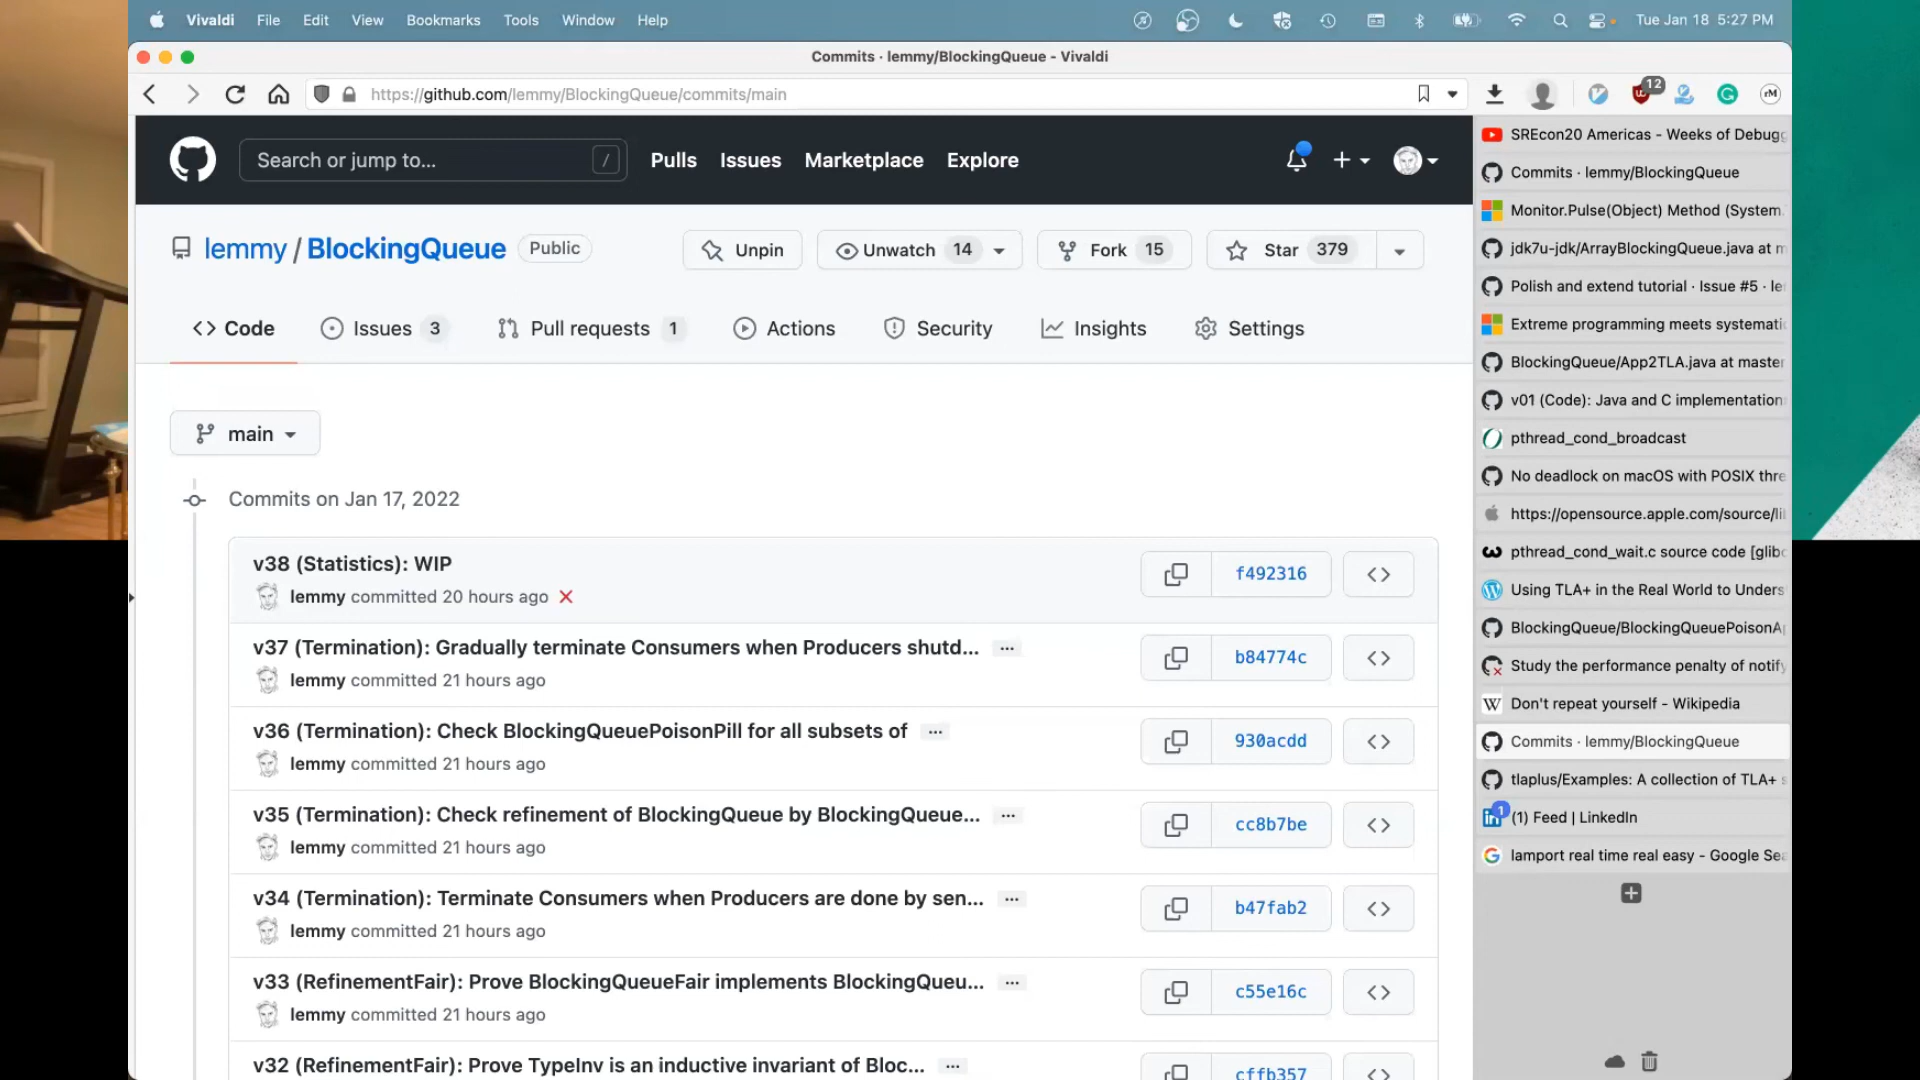 Vivaldi File Edit View Bookmarks Tools Window Help Tue Jan 18 5:27 PM
Commits · lemmy/BlockingQueue - Vivaldi
https://github.com/lemmy/BlockingQueue/commits/main 12 rM
Search or jump to... / Pulls Issues Marketplace Explore
lemmy / BlockingQueue Public Unpin Unwatch 14 Fork 15 Star 379
<> Code Issues 3 Pull requests 1 Actions Security Insights Settings
main
Commits on Jan 17, 2022
v38 (Statistics): WIP
lemmy committed 20 hours ago
f492316
v37 (Termination): Gradually terminate Consumers when Producers shutd... ...
lemmy committed 21 hours ago
b84774c
v36 (Termination): Check BlockingQueuePoisonPill for all subsets of ...
lemmy committed 21 hours ago
930acdd
v35 (Termination): Check refinement of BlockingQueue by BlockingQueue... ...
lemmy committed 21 hours ago
cc8b7be
v34 (Termination): Terminate Consumers when Producers are done by sen... ...
lemmy committed 21 hours ago
b47fab2
v33 (RefinementFair): Prove BlockingQueueFair implements BlockingQueu... ...
lemmy committed 21 hours ago
c55e16c
v32 (RefinementFair): Prove TypeInv is an inductive invariant of Bloc... ...
cffb357
SREcon20 Americas - Weeks of Debugg
Commits · lemmy/BlockingQueue
Monitor.Pulse(Object) Method (System.
jdk7u-jdk/ArrayBlockingQueue.java at m
Polish and extend tutorial · Issue #5 · le
Extreme programming meets systemati
BlockingQueue/App2TLA.java at master
v01 (Code): Java and C implementation
pthread_cond_broadcast
No deadlock on macOS with POSIX thre
https://opensource.apple.com/source/li
pthread_cond_wait.c source code [glibc
Using TLA+ in the Real World to Unders
BlockingQueue/BlockingQueuePoisonA
Study the performance penalty of notify
Don't repeat yourself - Wikipedia
Commits · lemmy/BlockingQueue
tlaplus/Examples: A collection of TLA+ s
(1) Feed | LinkedIn
lamport real time real easy - Google Sea